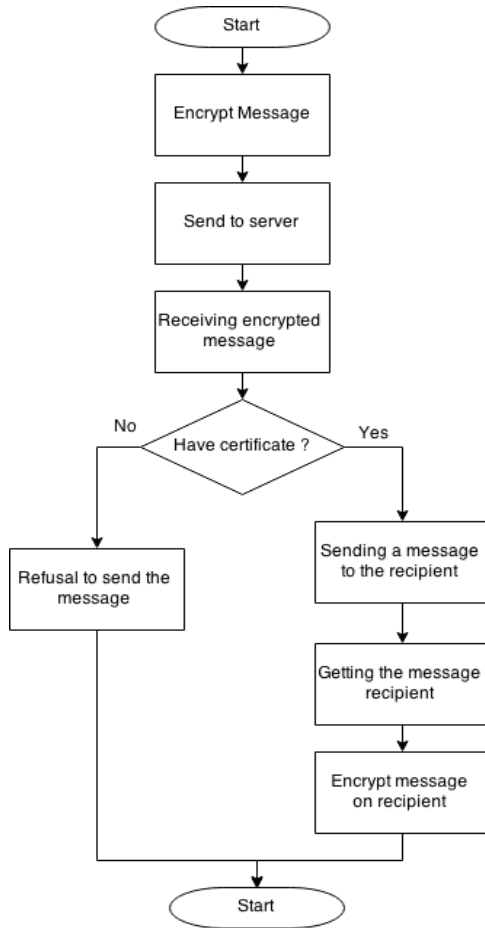 Start
Encrypt Message
Send to server
Receiving encrypted
message
Have certificate ?
No
Yes
Refusal to send the
message
Sending a message
to the recipient
Getting the message
recipient
Encrypt message
on recipient
Start